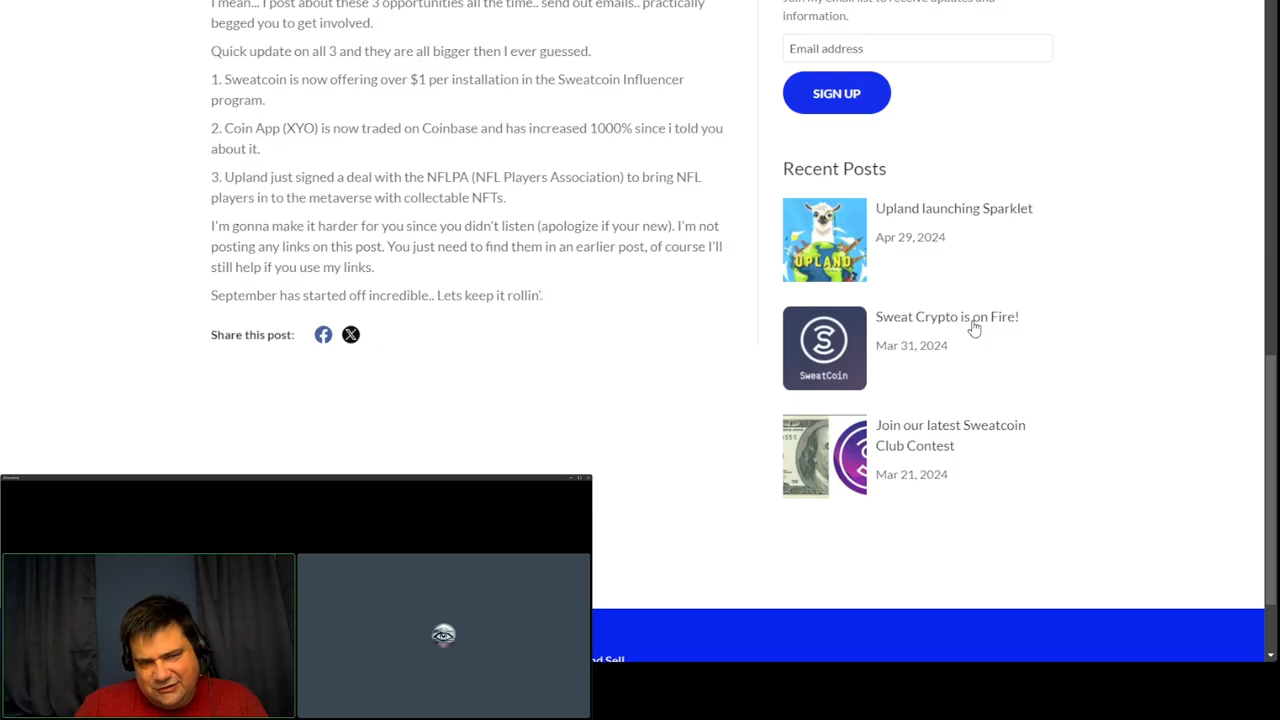 I mean... I post about these 3 opportunities all the time.. send out emails.. practically
begged you to get involved.
Quick update on all 3 and they are all bigger then I ever guessed.
1. Sweatcoin is now offering over $1 per installation in the Sweatcoin Influencer
program.
2. Coin App (XYO) is now traded on Coinbase and has increased 1000% since i told you
about it.
3. Upland just signed a deal with the NFLPA (NFL Players Association) to bring NFL
players in to the metaverse with collectable NFTs.
I'm gonna make it harder for you since you didn't listen (apologize if your new). I'm not
posting any links on this post. You just need to find them in an earlier post, of course I'll
still help if you use my links.
September has started off incredible.. Lets keep it rollin'.
Share this post:
Join my email list to receive updates and
information.
Email address
SIGN UP
Recent Posts
UPLAND
Upland launching Sparklet
Apr 29, 2024
SweatCoin
Sweat Crypto is on Fire!
Mar 31, 2024
Join our latest Sweatcoin
Club Contest
Mar 21, 2024